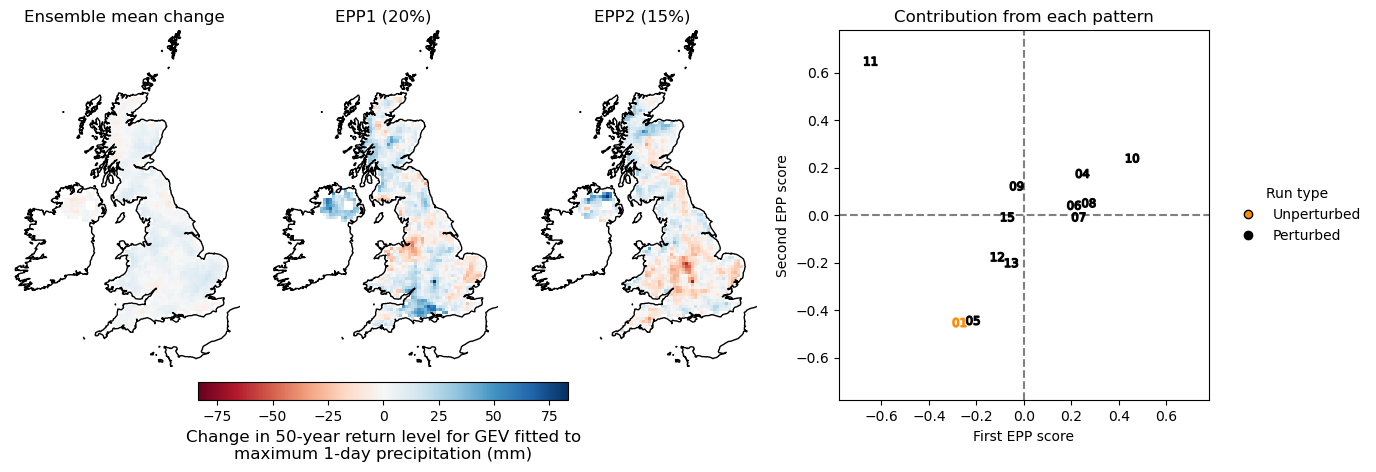 Ensemble mean change
EPP1 (20%)
EPP2 (15%)
−75 −50 −25 0 25 50 75
Change in 50-year return level for GEV fitted to
maximum 1-day precipitation (mm)
Contribution from each pattern
Second EPP score
0.6
0.4
0.2
0.0
−0.2
−0.4
−0.6
11
10
04
09
06 08
15 07
12
13
01 05
−0.6 −0.4 −0.2 0.0 0.2 0.4 0.6
First EPP score
Run type
Unperturbed
Perturbed